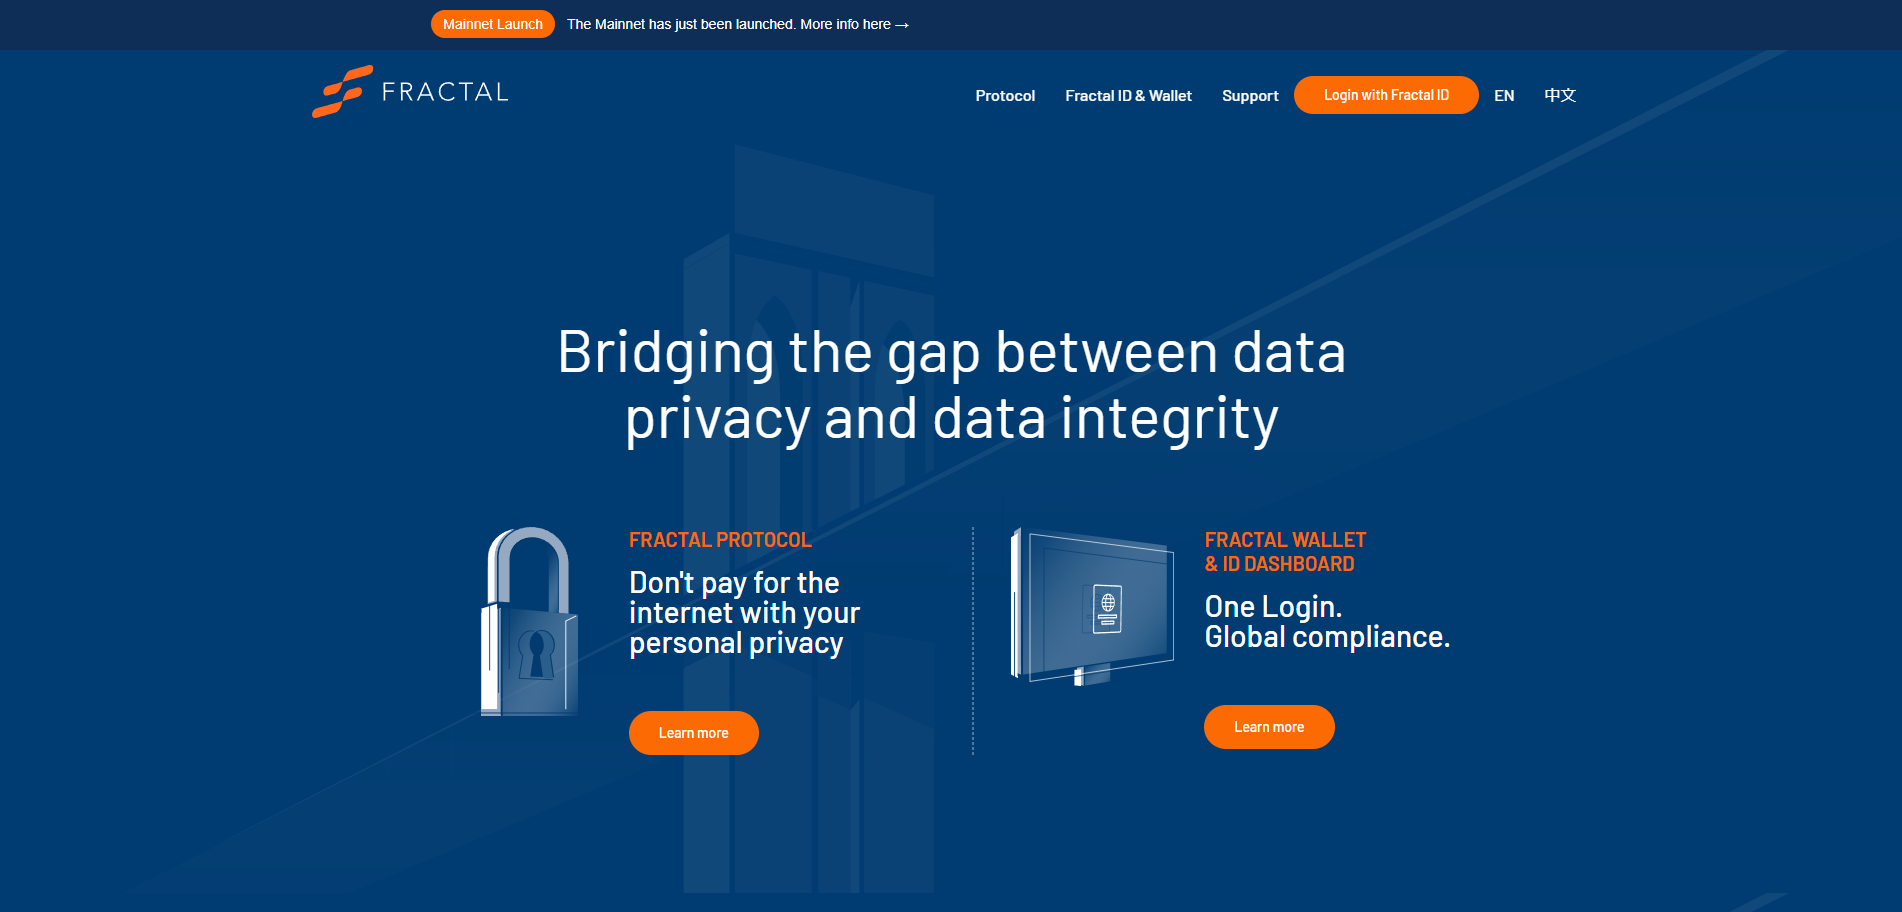 Mainnet Launch The Mainnet has just been launched. More info here →
FRACTAL
Protocol Fractal ID & Wallet Support Login with Fractal ID EN 中文
Bridging the gap between data
privacy and data integrity
FRACTAL PROTOCOL
Don't pay for the
internet with your
personal privacy
Learn more
FRACTAL WALLET
& ID DASHBOARD
One Login.
Global compliance.
Learn more